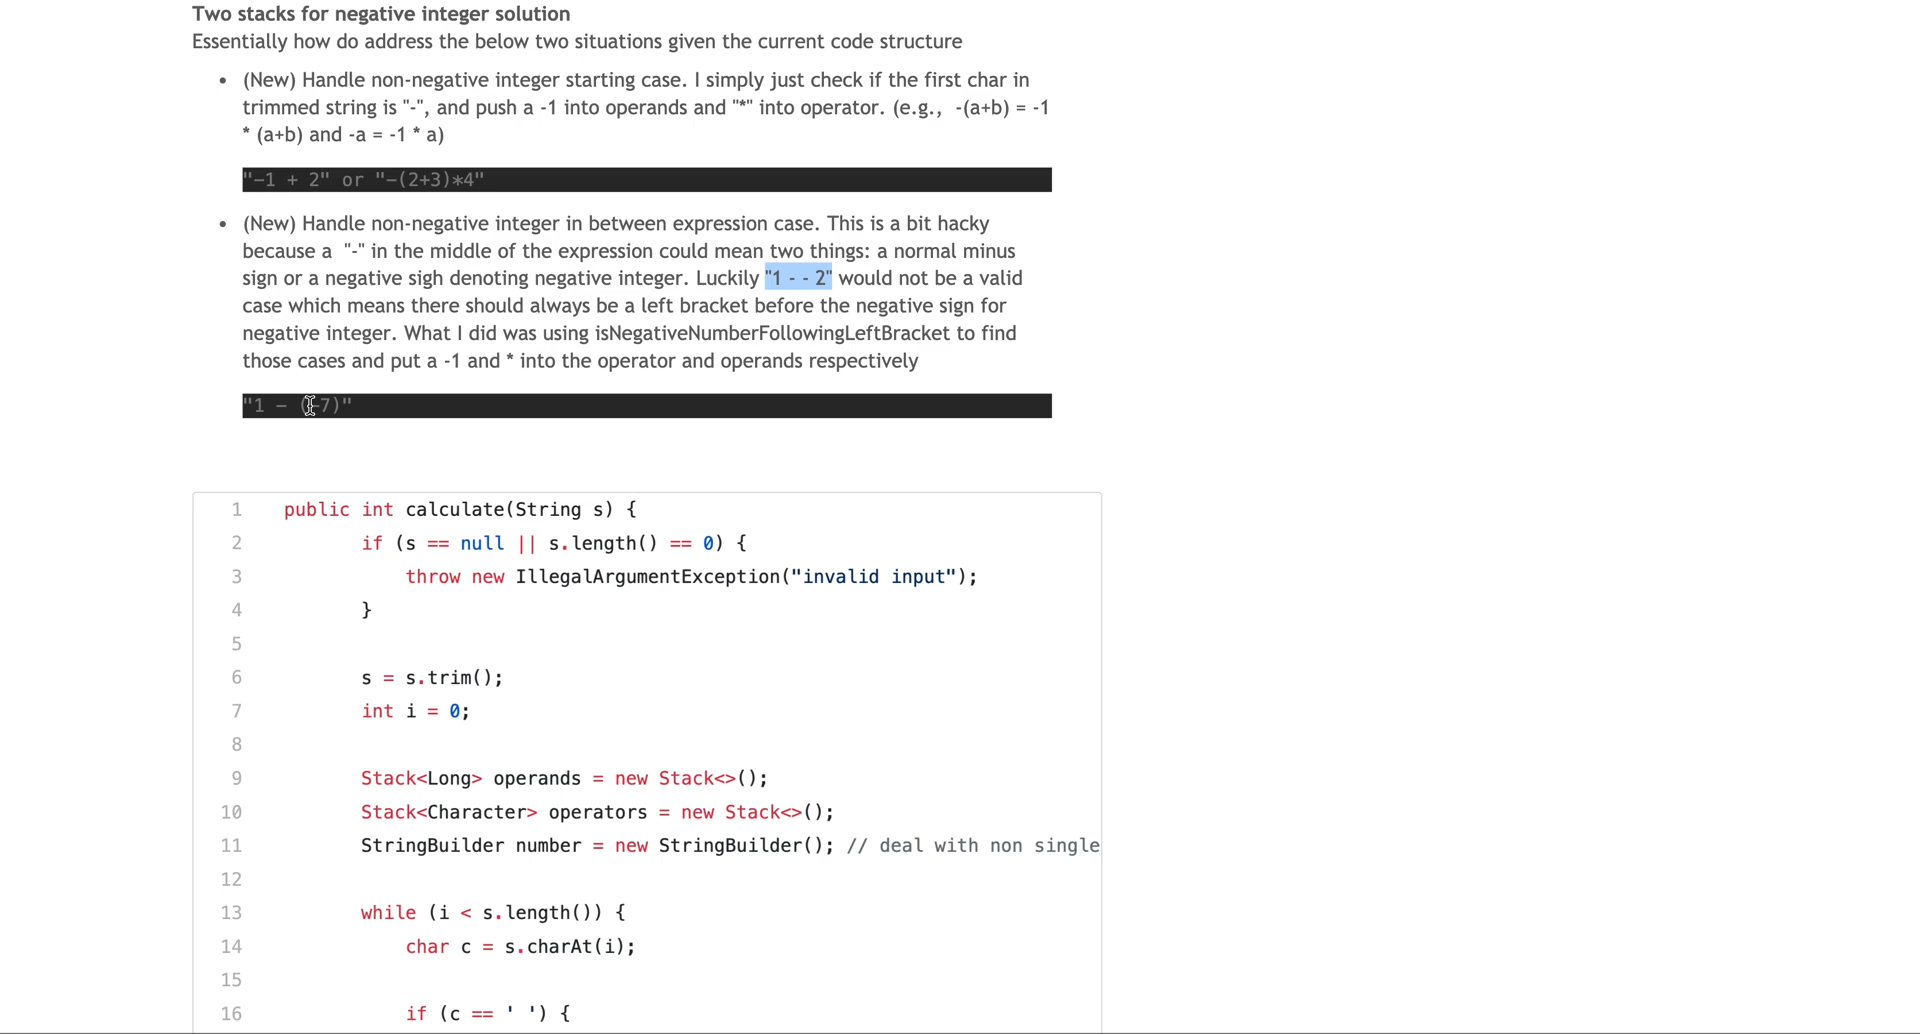 Two stacks for negative integer solution
Essentially how do address the below two situations given the current code structure
• (New) Handle non-negative integer starting case. I simply just check if the first char in
trimmed string is "-", and push a -1 into operands and "*" into operator. (e.g., -(a+b) = -1
* (a+b) and -a = -1 * a)
"-1 + 2" or "-(2+3)*4"
• (New) Handle non-negative integer in between expression case. This is a bit hacky
because a "-" in the middle of the expression could mean two things: a normal minus
sign or a negative sigh denoting negative integer. Luckily "1 - - 2" would not be a valid
case which means there should always be a left bracket before the negative sign for
negative integer. What I did was using isNegativeNumberFollowingLeftBracket to find
those cases and put a -1 and * into the operator and operands respectively
"1 - (-7)"
1 public int calculate(String s) {
2 if (s == null || s.length() == 0) {
3 throw new IllegalArgumentException("invalid input");
4 }
5
6 s = s.trim();
7 int i = 0;
8
9 Stack<Long> operands = new Stack<>();
10 Stack<Character> operators = new Stack<>();
11 StringBuilder number = new StringBuilder(); // deal with non single
12
13 while (i < s.length()) {
14 char c = s.charAt(i);
15
16 if (c == ' ') {